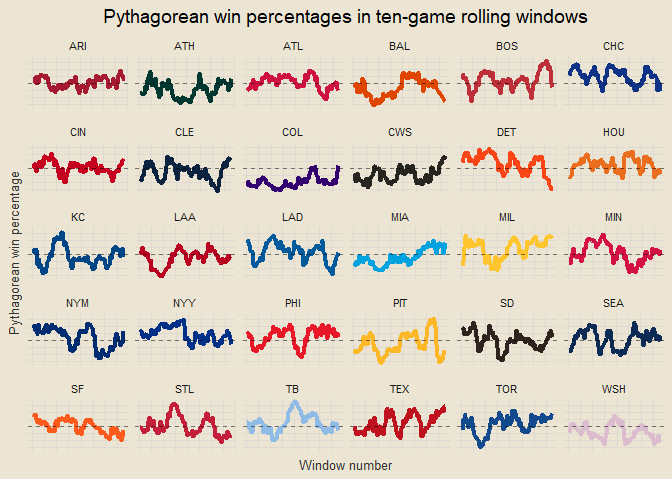 Pythagorean win percentages in ten-game rolling windows
ARI ATH ATL BAL BOS CHC
CIN CLE COL CWS DET HOU
KC LAA LAD MIA MIL MIN
NYM NYY PHI PIT SD SEA
SF STL TB TEX TOR WSH
Pythagorean win percentage
Window number